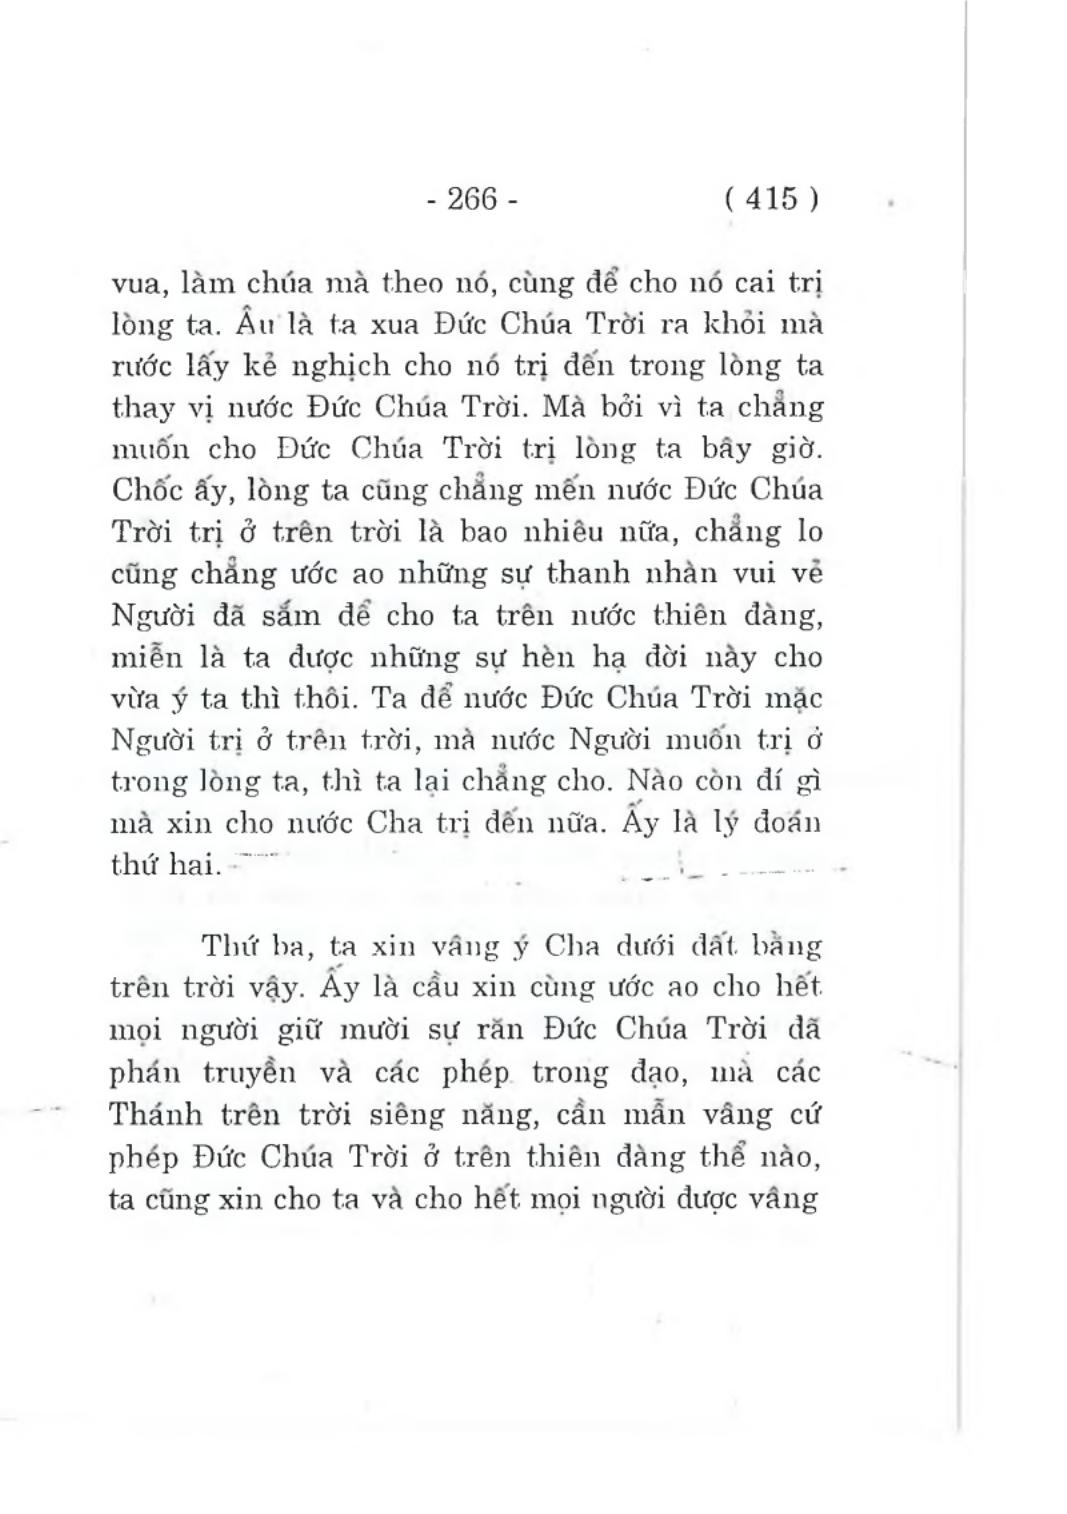 - 266 - ( 415 )
vua, làm chúa mà theo nó, cùng để cho nó cai trị
lòng ta. Âu là ta xua Đức Chúa Trời ra khỏi mà
rước lấy kẻ nghịch cho nó trị đến trong lòng ta
thay vị nước Đức Chúa Trời. Mà bởi vì ta chẳng
muốn cho Đức Chúa Trời trị lòng ta bây giờ.
Chốc ấy, lòng ta cũng chẳng mến nước Đức Chúa
Trời trị ở trên trời là bao nhiêu nữa, chẳng lo
cũng chẳng ước ao những sự thanh nhàn vui vẻ
Người đã sắm để cho ta trên nước thiên đàng,
miễn là ta được những sự hèn hạ đời này cho
vừa ý ta thì thôi. Ta để nước Đức Chúa Trời mặc
Người trị ở trên trời, mà nước Người muốn trị ở
trong lòng ta, thì ta lại chẳng cho. Nào còn đí gì
mà xin cho nước Cha trị đến nữa. Ấy là lý đoán
thứ hai.
Thứ ba, ta xin vâng ý Cha dưới đất bằng
trên trời vậy. Ấy là cầu xin cùng ước ao cho hết
mọi người giữ mười sự răn Đức Chúa Trời đã
phán truyền và các phép trong đạo, mà các
Thánh trên trời siêng năng, cần mẫn vâng cứ
phép Đức Chúa Trời ở trên thiên đàng thể nào,
ta cũng xin cho ta và cho hết mọi người được vâng